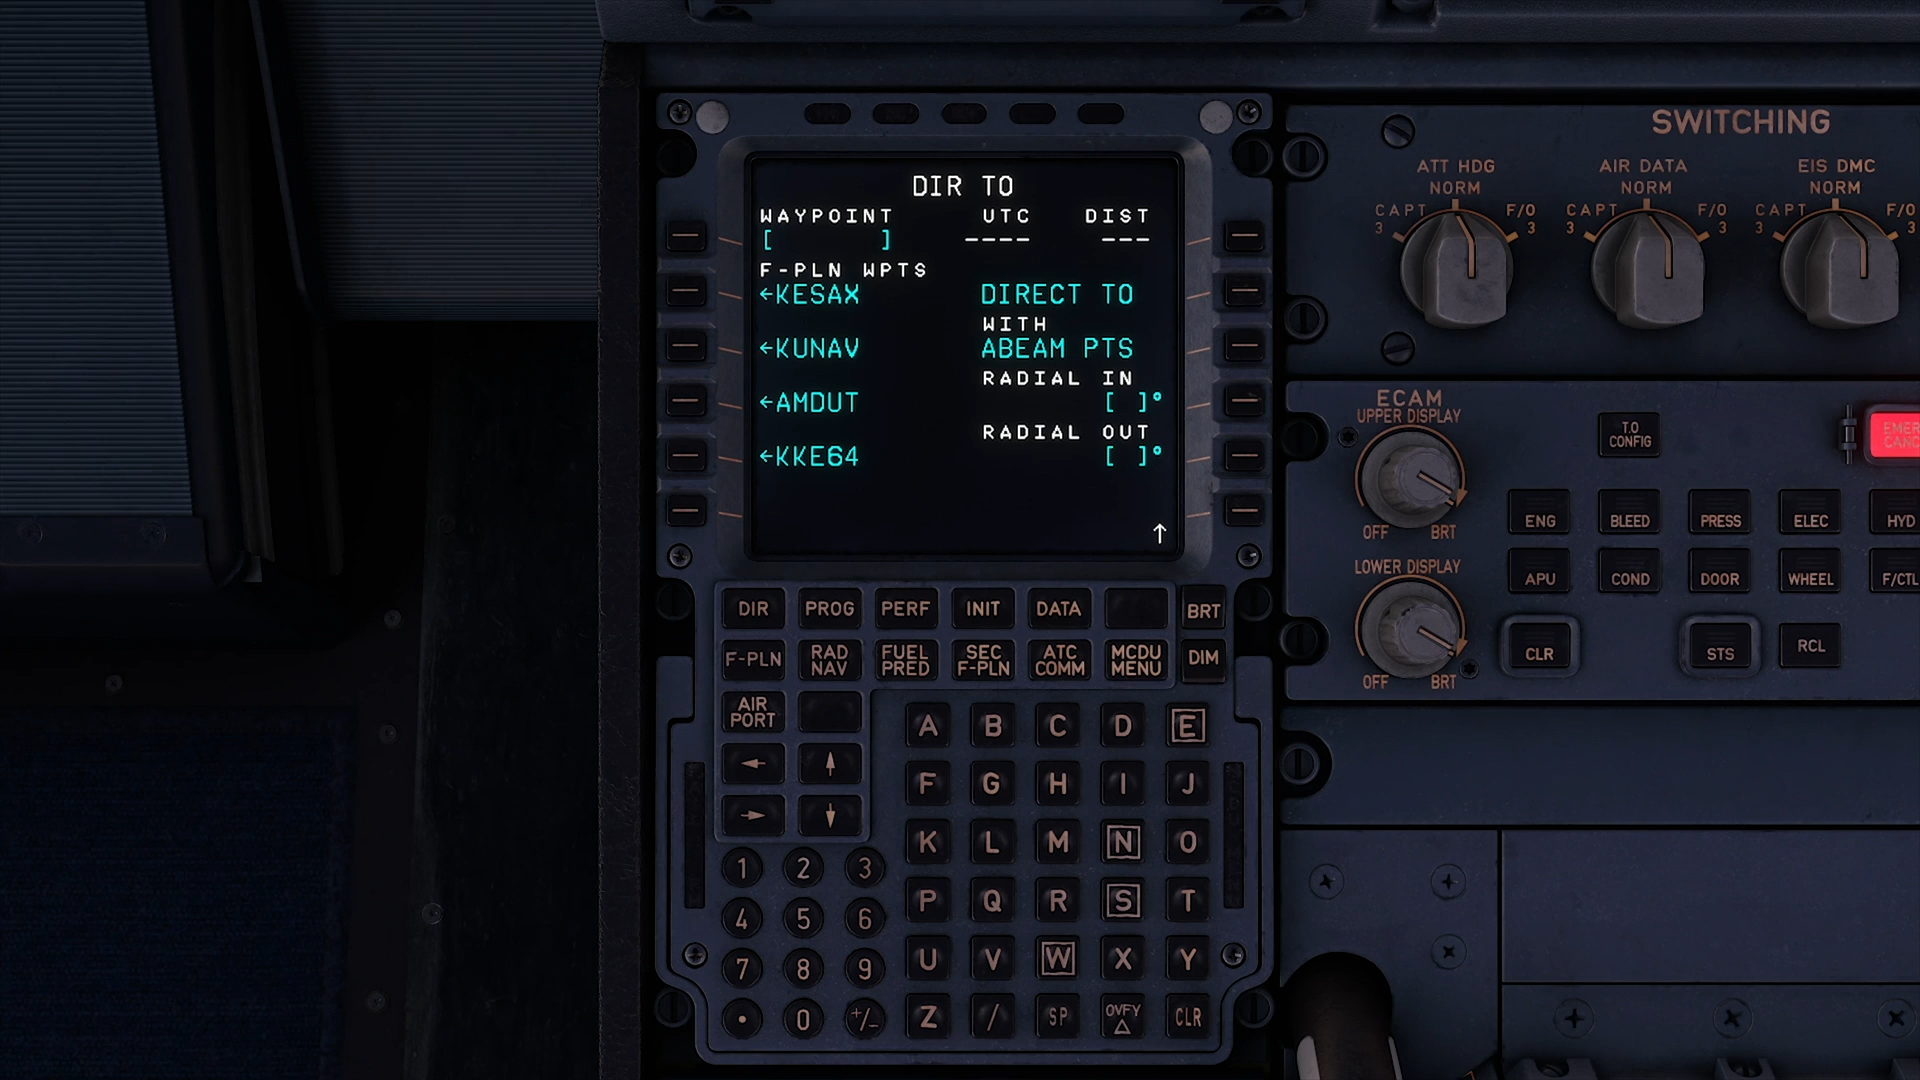 DIR TO
WAYPOINT UTC DIST
[ ] ---- ---
F-PLN WPTS
←KESAX DIRECT TO
WITH
←KUNAV ABEAM PTS
RADIAL IN
←AMDUT [ ]°
RADIAL OUT
←KKE64 [ ]°
↑
DIR PROG PERF INIT DATA BRT
F-PLN RAD NAV FUEL PRED SEC F-PLN ATC COMM MCDU MENU DIM
AIR PORT
← ↑
→ ↓
A B C D E
F G H I J
K L M N O
P Q R S T
U V W X Y
Z / SP OVFY △ CLR
1 2 3
4 5 6
7 8 9
. 0 +/-
SWITCHING
ATT HDG AIR DATA EIS DMC
NORM NORM NORM
CAPT F/O CAPT F/O CAPT F/O
3 3 3 3 3 3
ECAM
UPPER DISPLAY
OFF BRT
LOWER DISPLAY
OFF BRT
T.O CONFIG
EMER
CANC
ENG BLEED PRESS ELEC HYD
APU COND DOOR WHEEL F/CTL
CLR STS RCL